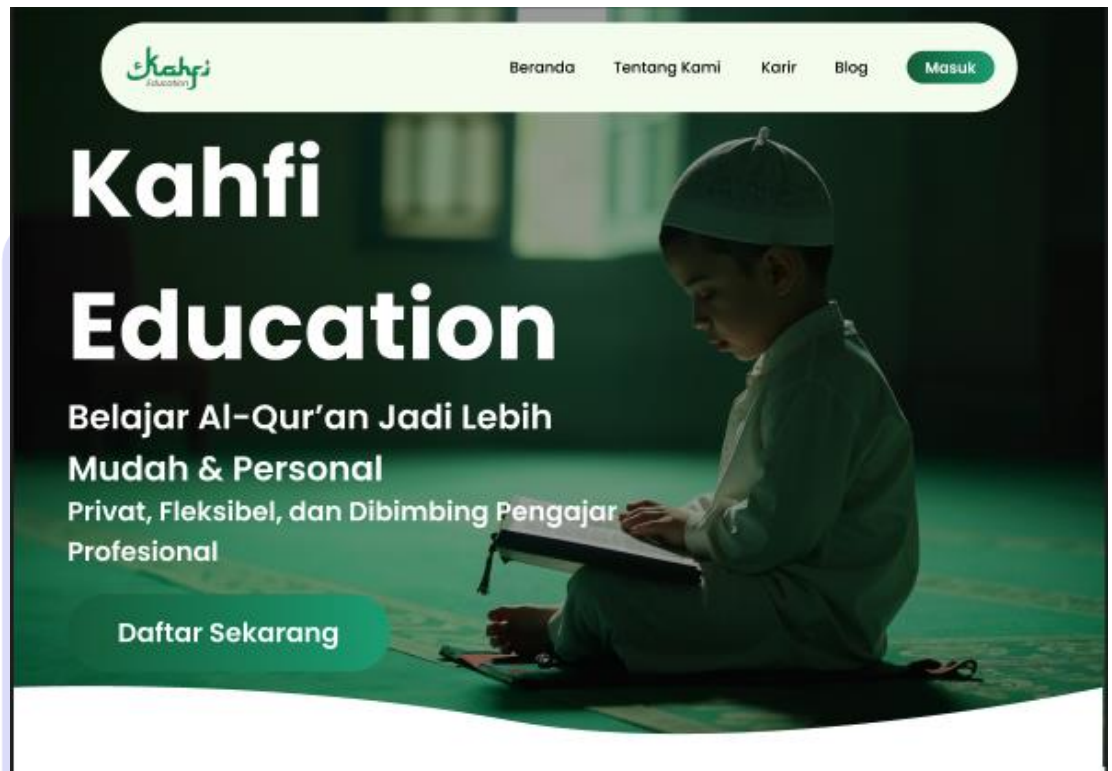 Kahfi
Education
Beranda Tentang Kami Karir Blog Masuk
Kahfi
Education
Belajar Al-Qur’an Jadi Lebih
Mudah & Personal
Privat, Fleksibel, dan Dibimbing Pengajar
Profesional
Daftar Sekarang